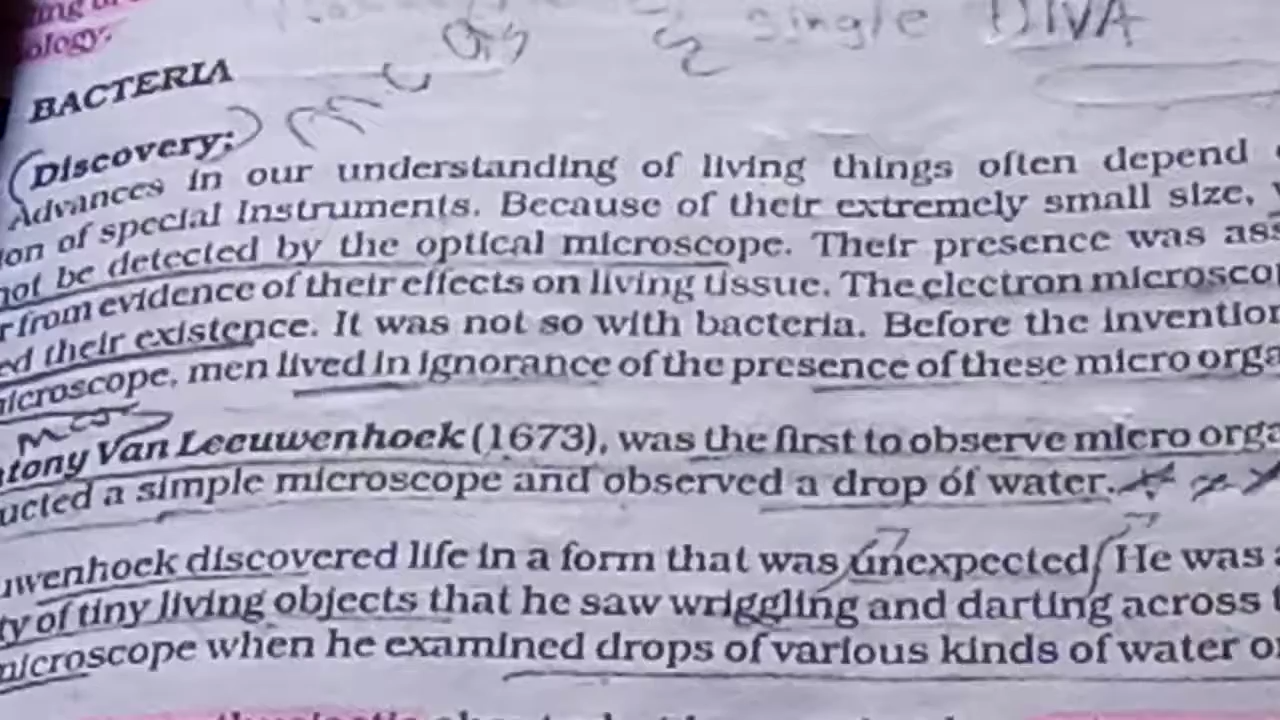 ology.
single DNA
BACTERIA
Discovery:
Advances in our understanding of living things often depend
ion of special Instruments. Because of their extremely small size,
not be detected by the optical microscope. Their presence was ass
r from evidence of their effects on living tissue. The electron microsco
ed their existence. It was not so with bacteria. Before the invention
icroscope, men lived in ignorance of the presence of these micro orga
tony Van Leeuwenhoek (1673), was the first to observe micro orga
ucted a simple microscope and observed a drop of water.
uwenhoek discovered life in a form that was unexpected. He was
ty of tiny living objects that he saw wriggling and darting across
microscope when he examined drops of various kinds of water o